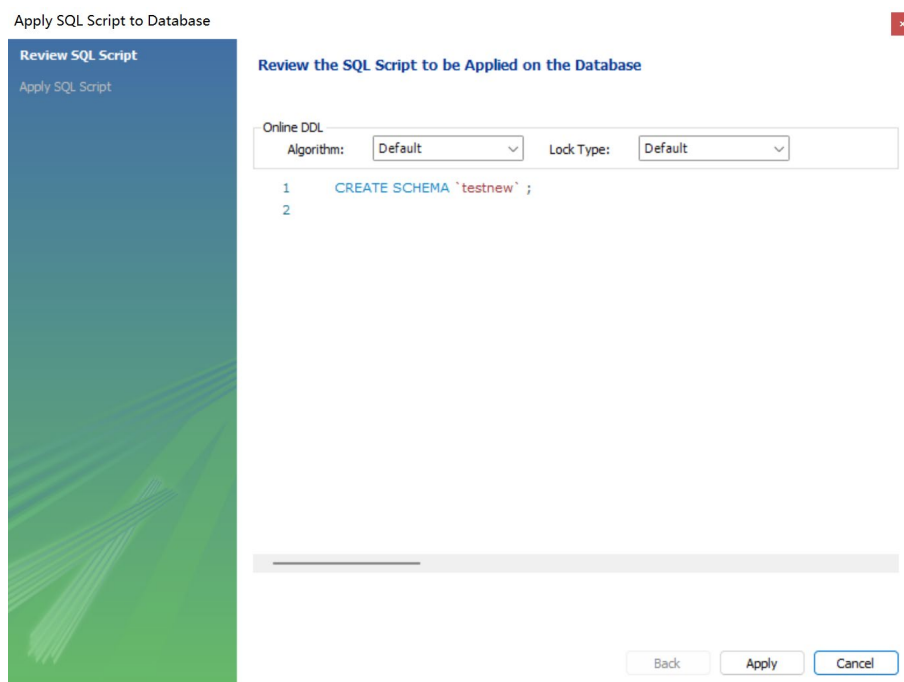 Apply SQL Script to Database
Review SQL Script
Apply SQL Script
Review the SQL Script to be Applied on the Database
Online DDL
Algorithm: Default Lock Type: Default
1 CREATE SCHEMA `testnew` ;
2
Back Apply Cancel